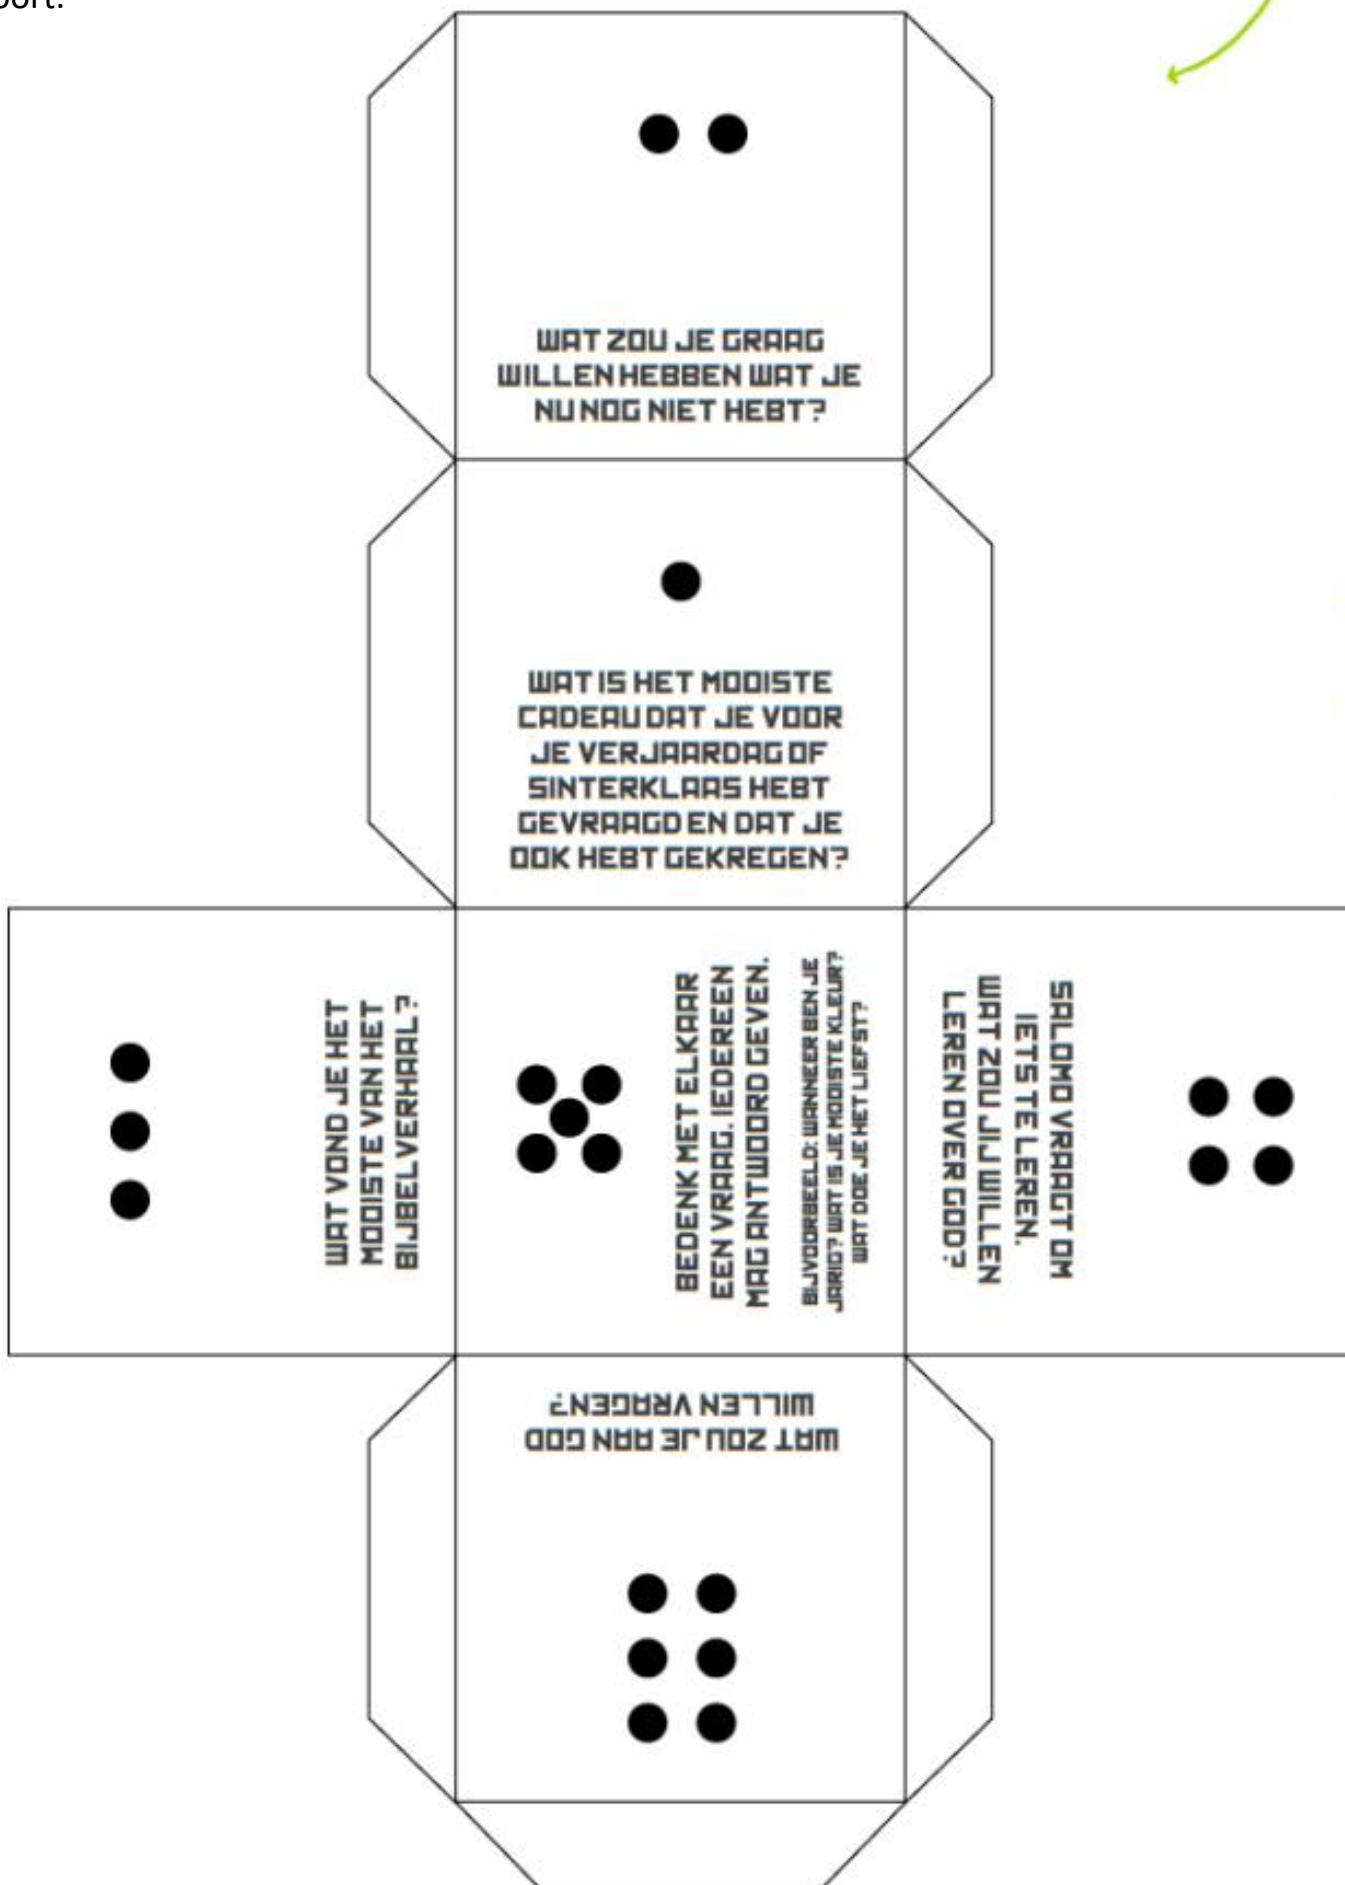 WAT ZOU JE GRAAG
WILLEN HEBBEN WAT JE
NU NOG NIET HEBT?
WAT IS HET MOOISTE
CADEAU DAT JE VOOR
JE VERJAARDAG OF
SINTERKLAAS HEBT
GEVRAAGD EN DAT JE
OOK HEBT GEKREGEN?
WAT VOND JE HET
MOOISTE VAN HET
BIJBELVERHAAL?
BEDENK MET ELKAAR
EEN VRAAG. IEDEREEN
MAG ANTWOORD GEVEN.
BIJVOORBEELD: WANNEER BEN JE
JARIG? WAT IS JE MOOISTE KLEUR?
WAT DOE JE HET LIEFST?
SALOMO VRAAGT OM
IETS TE LEREN.
WAT ZOU JIJ WILLEN
LEREN OVER GOD?
WAT ZOU JE AAN GOD
WILLEN VRAGEN?